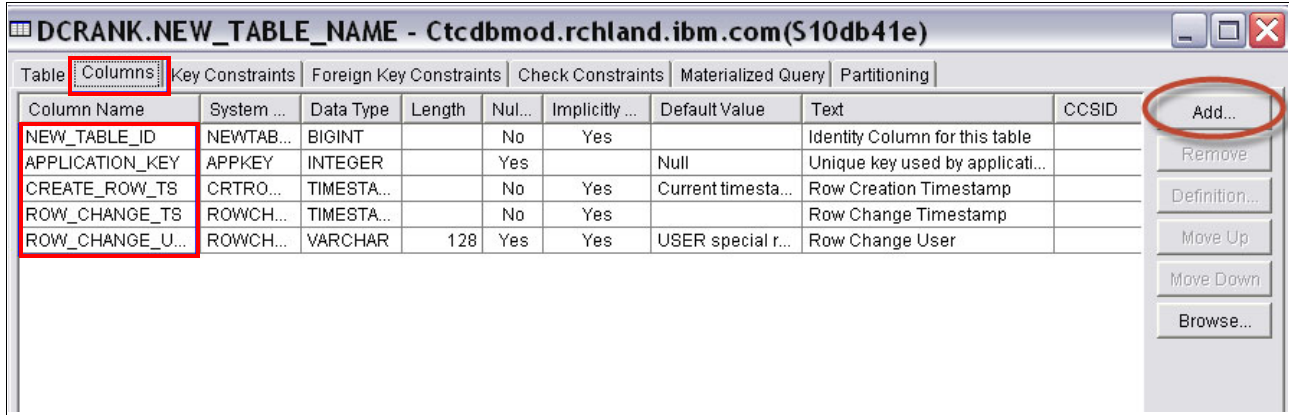 DCRANK.NEW_TABLE_NAME - Ctcdbmod.rchland.ibm.com(S10db41e)
Table Columns Key Constraints Foreign Key Constraints Check Constraints Materialized Query Partitioning
Column Name System ... Data Type Length Nul... Implicitly ... Default Value Text CCSID
NEW_TABLE_ID NEWTAB... BIGINT No Yes Identity Column for this table
APPLICATION_KEY APPKEY INTEGER Yes Null Unique key used by applicati...
CREATE_ROW_TS CRTRO... TIMESTA... No Yes Current timesta... Row Creation Timestamp
ROW_CHANGE_TS ROWCH... TIMESTA... No Yes Row Change Timestamp
ROW_CHANGE_U... ROWCH... VARCHAR 128 Yes Yes USER special r... Row Change User
Add...
Remove
Definition...
Move Up
Move Down
Browse...